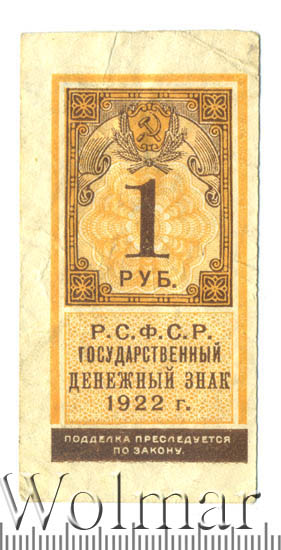 1
РУБ.
Р.С.Ф.С.Р.
ГОСУДАРСТВЕННЫЙ
ДЕНЕЖНЫЙ ЗНАК
1922 г.
ПОДДЕЛКА ПРЕСЛЕДУЕТСЯ
ПО ЗАКОНУ.
Wolmar